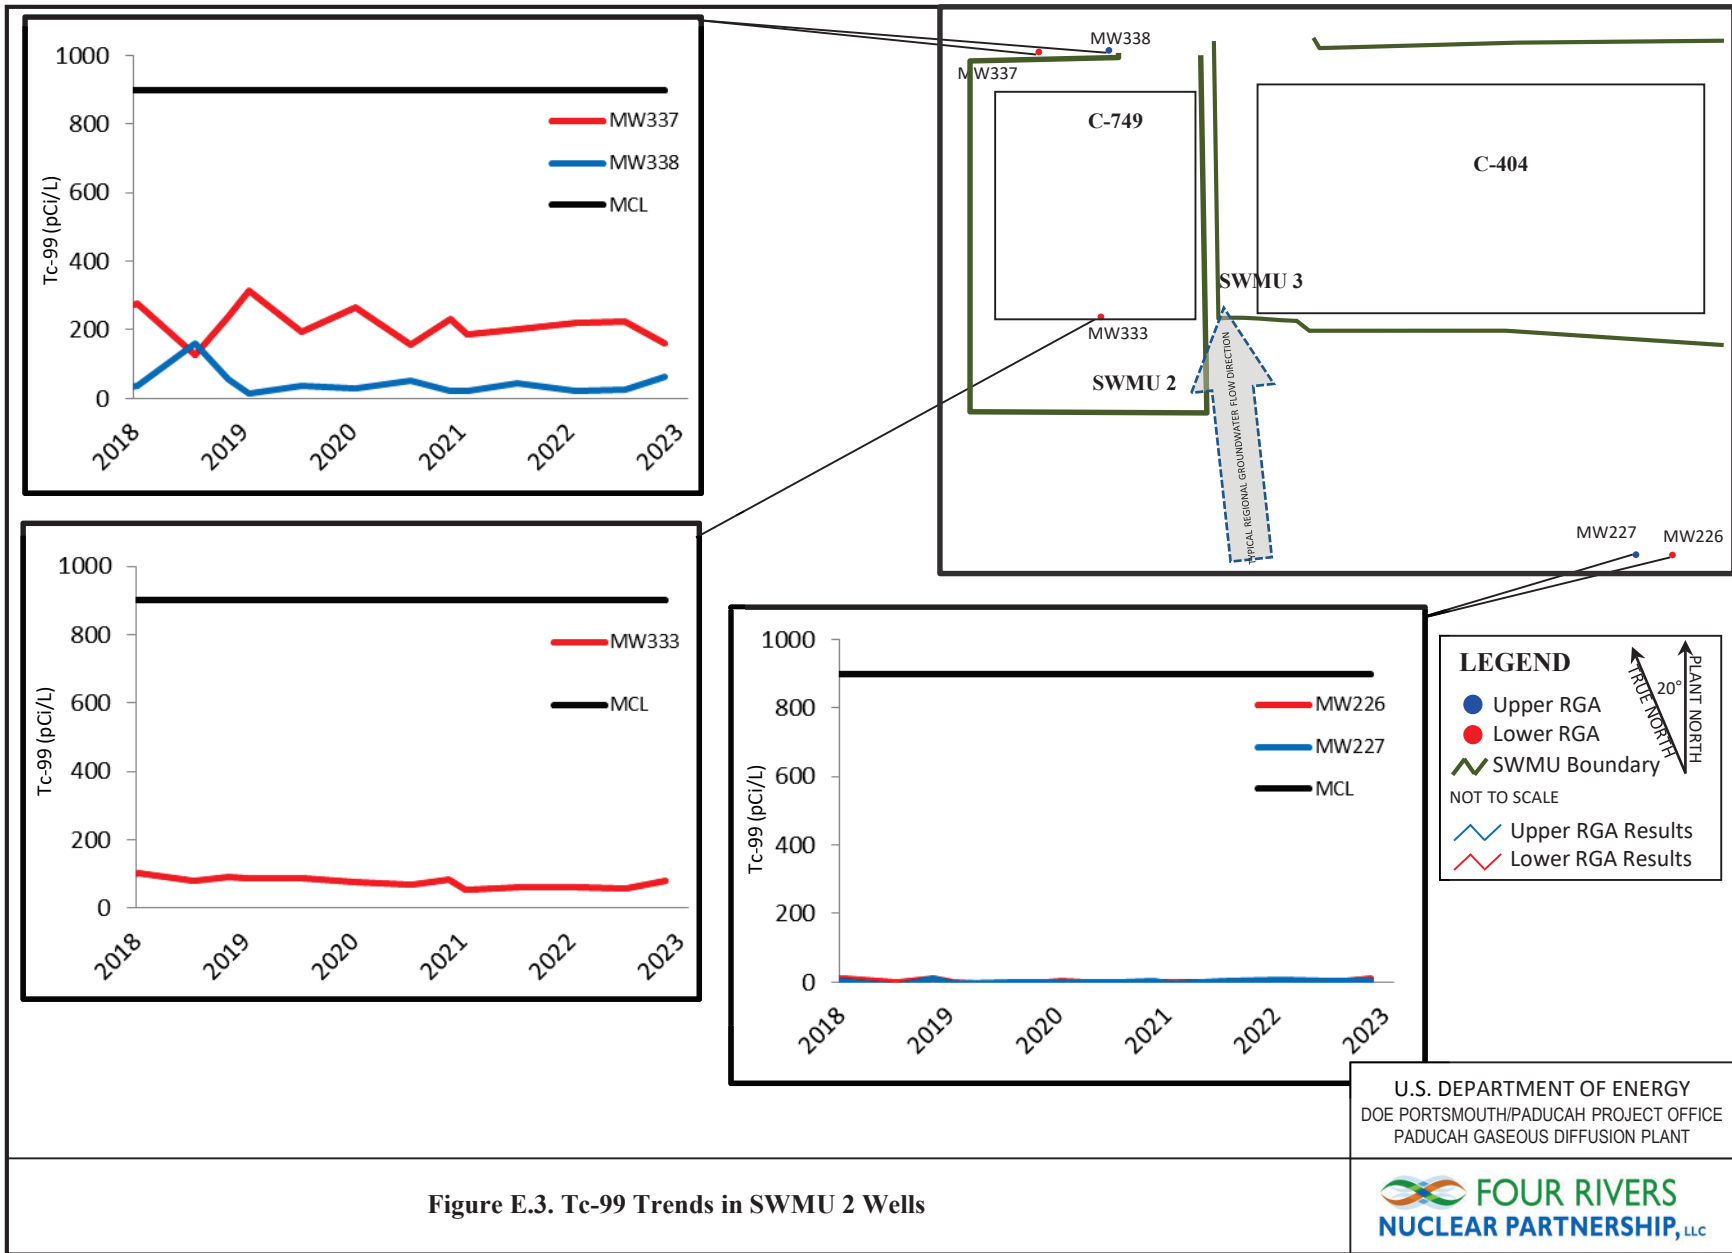 1000
800
600
400
200
0
Tc-99 (pCi/L)
MW337
MW338
MCL
2018
2019
2020
2021
2022
2023
MW338
MW337
C-749
C-404
SWMU 3
MW333
SWMU 2
TYPICAL REGIONAL GROUNDWATER FLOW DIRECTION
MW227
MW226
1000
800
600
400
200
0
Tc-99 (pCi/L)
MW333
MCL
2018
2019
2020
2021
2022
2023
1000
800
600
400
200
0
Tc-99 (pCi/L)
MW226
MW227
MCL
2018
2019
2020
2021
2022
2023
LEGEND
Upper RGA
Lower RGA
SWMU Boundary
NOT TO SCALE
Upper RGA Results
Lower RGA Results
TRUE NORTH
20°
PLANT NORTH
U.S. DEPARTMENT OF ENERGY
DOE PORTSMOUTH/PADUCAH PROJECT OFFICE
PADUCAH GASEOUS DIFFUSION PLANT
Figure E.3. Tc-99 Trends in SWMU 2 Wells
FOUR RIVERS
NUCLEAR PARTNERSHIP, LLC